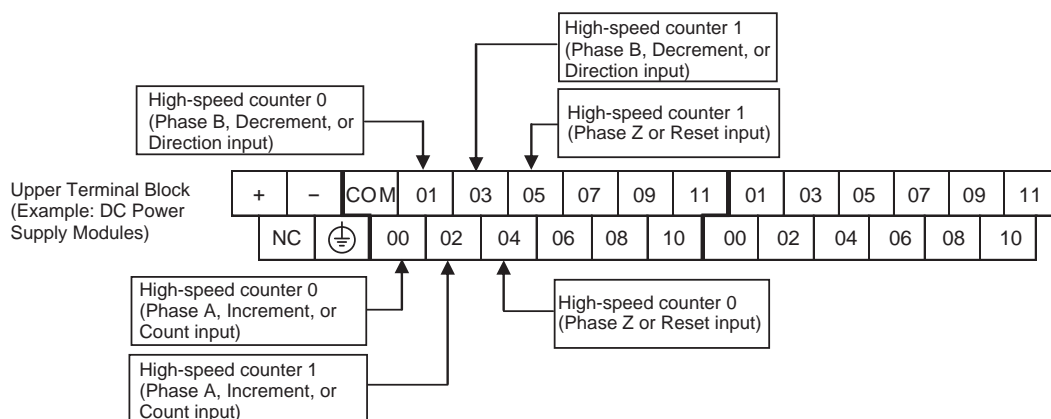 High-speed counter 1
(Phase B, Decrement, or
Direction input)
High-speed counter 0
(Phase B, Decrement, or
Direction input)
High-speed counter 1
(Phase Z or Reset input)
Upper Terminal Block
(Example: DC Power
Supply Modules)
+ − COM 01 03 05 07 09 11 01 03 05 07 09 11
NC 00 02 04 06 08 10 00 02 04 06 08 10
High-speed counter 0
(Phase A, Increment, or
Count input)
High-speed counter 0
(Phase Z or Reset input)
High-speed counter 1
(Phase A, Increment, or
Count input)